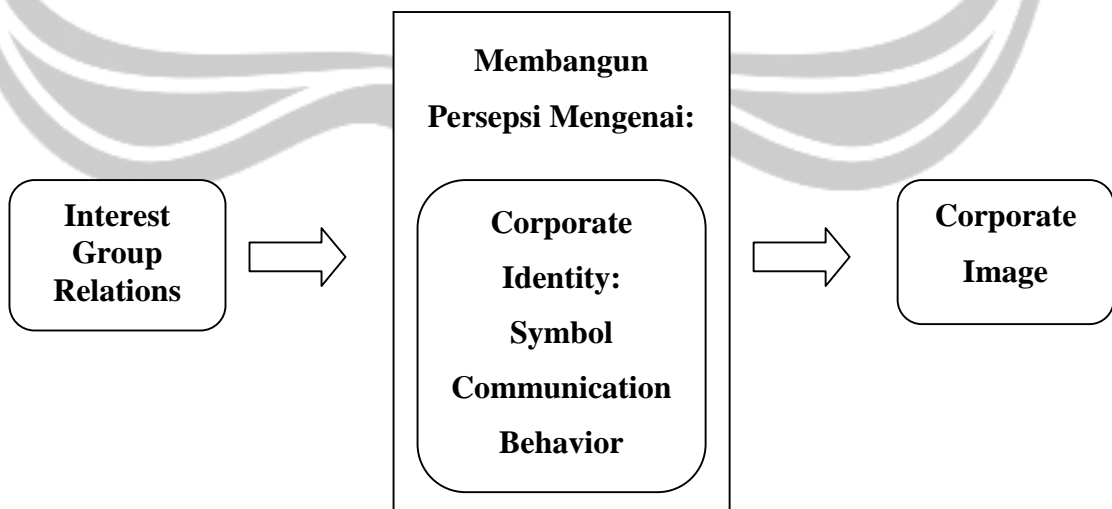 Interest
Group
Relations
Membangun
Persepsi Mengenai:
Corporate
Identity:
Symbol
Communication
Behavior
Corporate
Image